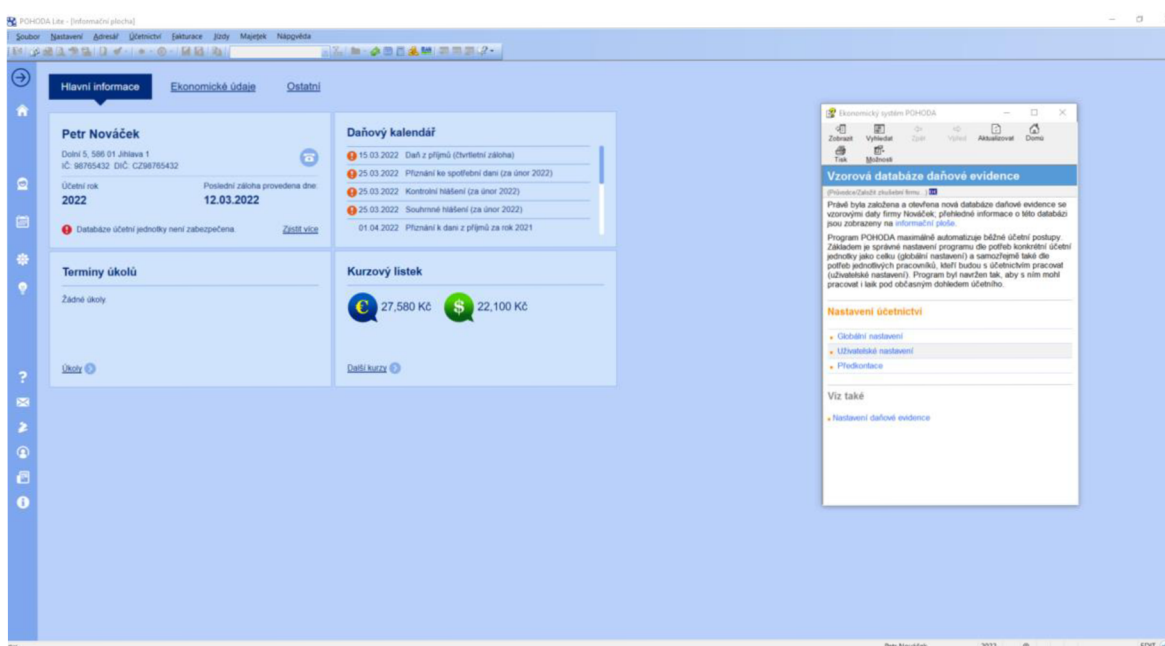 POHODA Lite - [Informační plocha]
Soubor Nastavení Adresář Účetnictví Fakturace Jízdy Majetek Nápověda
Hlavní informace Ekonomické údaje Ostatní
Petr Nováček
Dolní 5, 586 01 Jihlava 1
IČ: 98765432 DIČ: CZ98765432
Účetní rok Poslední záloha provedena dne:
2022 12.03.2022
Databáze účetní jednotky není zabezpečena. Zjistit více
Daňový kalendář
15.03.2022 Daň z příjmů (čtvrtletní záloha)
25.03.2022 Přiznání ke spotřební dani (za únor 2022)
25.03.2022 Kontrolní hlášení (za únor 2022)
25.03.2022 Souhrnné hlášení (za únor 2022)
01.04.2022 Přiznání k dani z příjmů za rok 2021
Termíny úkolů
Žádné úkoly.
Úkoly
Kurzový lístek
€ 27,580 Kč $ 22,100 Kč
Další kurzy
Ekonomický systém POHODA
Zobrazit Vyhledat Zpět Vpřed Aktualizovat Domů
Tisk Možnosti
Vzorová databáze daňové evidence
(Průvodce/Založit zkušební firmu...)
Právě byla založena a otevřena nová databáze daňové evidence se
vzorovými daty firmy Nováček, přehledné informace o této databázi
jsou zobrazeny na informační ploše.
Program POHODA maximálně automatizuje běžné účetní postupy.
Základem je správné nastavení programu dle potřeb konkrétní účetní
jednotky jako celku (globální nastavení) a samozřejmě také dle
potřeb jednotlivých pracovníků, kteří budou s účetnictvím pracovat
(uživatelské nastavení). Program byl navržen tak, aby s ním mohl
pracovat i laik pod občasným dohledem účetního.
Nastavení účetnictví
Globální nastavení
Uživatelské nastavení
Předkontace
Viz také
Nastavení daňové evidence
Petr Nováček 2022 @